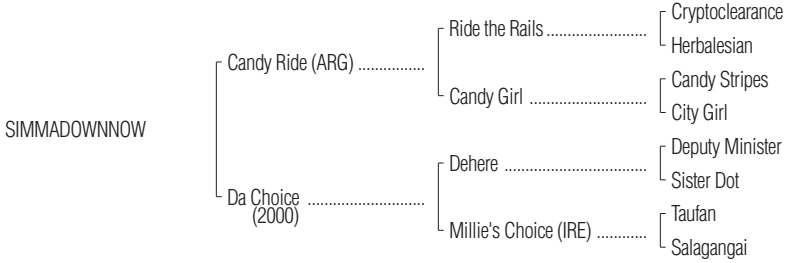 Cryptoclearance
Ride the Rails ........................
Herbalesian
Candy Ride (ARG) ................
Candy Stripes
Candy Girl ............................
City Girl
SIMMADOWNNOW
Deputy Minister
Dehere ..................................
Sister Dot
Da Choice ............................
(2000)
Taufan
Millie's Choice (IRE) ............
Salagangai